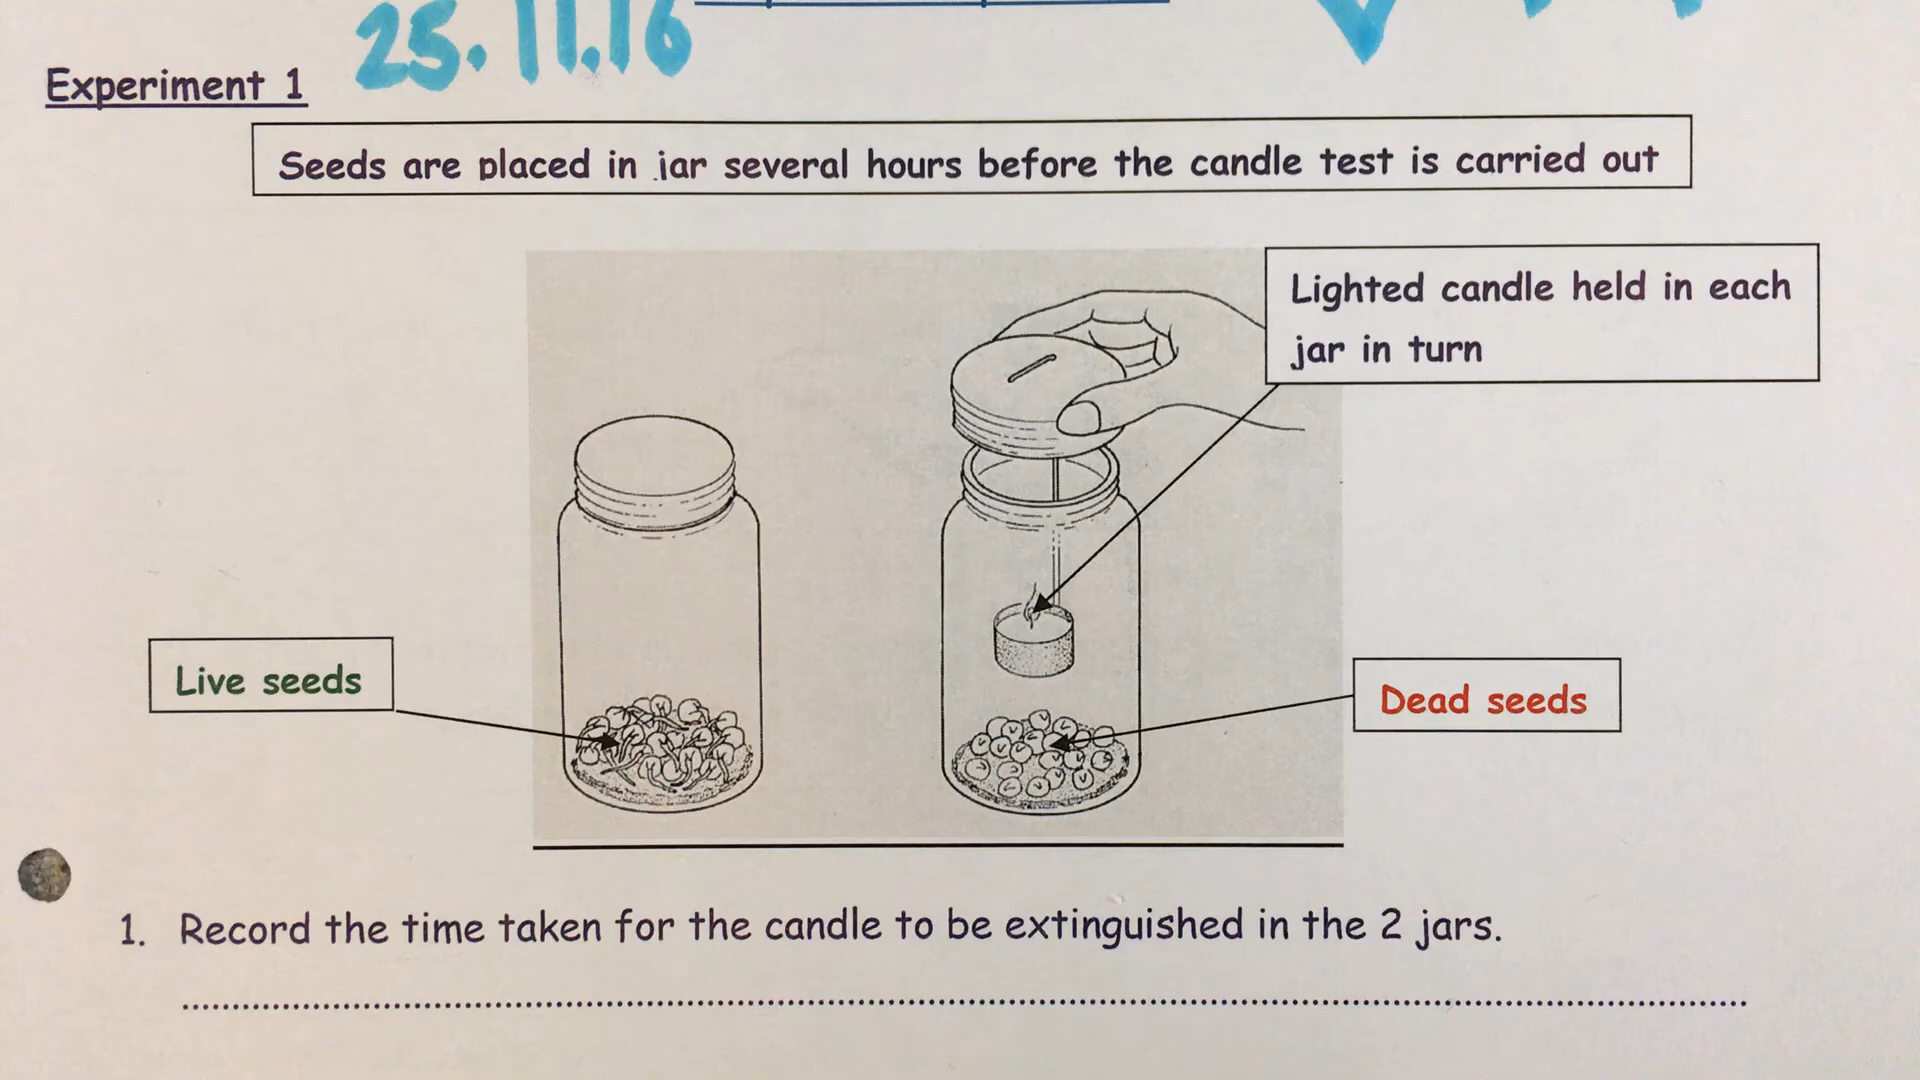 25.11.16
Experiment 1
Seeds are placed in jar several hours before the candle test is carried out
Lighted candle held in each
jar in turn
Live seeds
Dead seeds
1. Record the time taken for the candle to be extinguished in the 2 jars.